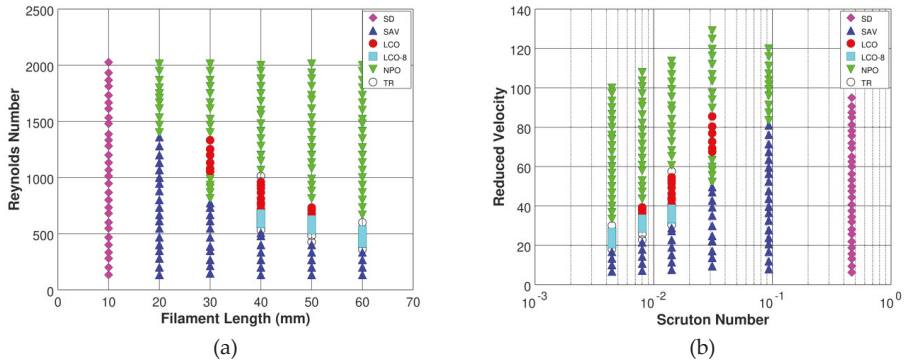 2500
2000
1500
1000
500
0
0 10 20 30 40 50 60 70
Reynolds Number
Filament Length (mm)
SD
SAV
LCO
LCO-8
NPO
TR
(a)
140
120
100
80
60
40
20
0
10-3 10-2 10-1 100
Reduced Velocity
Scruton Number
SD
SAV
LCO
LCO-8
NPO
TR
(b)